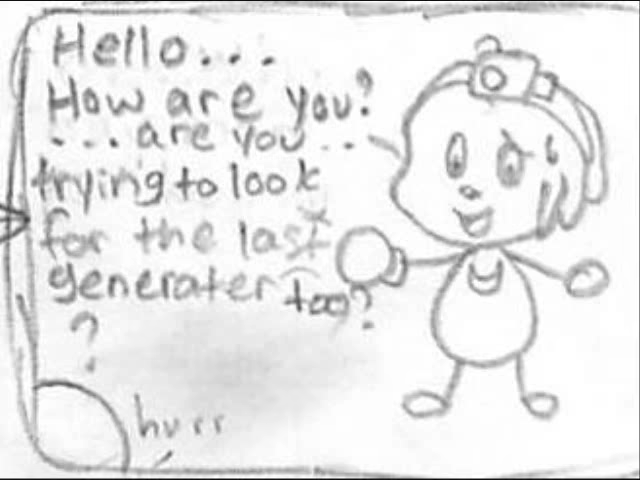 Hello...
How are you?
... are you ...
trying to look
for the last
generater too?
?
hurr